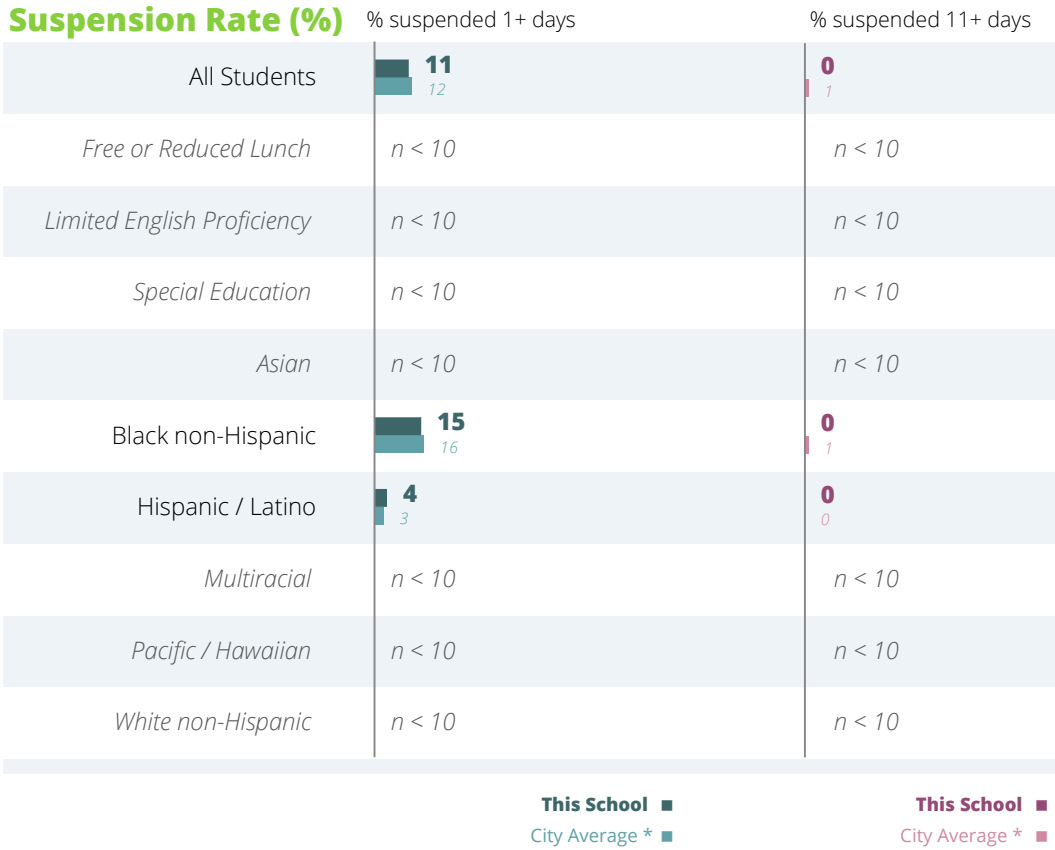 Suspension Rate (%) % suspended 1+ days % suspended 11+ days
All Students 11 0
12 1
Free or Reduced Lunch n < 10 n < 10
Limited English Proficiency n < 10 n < 10
Special Education n < 10 n < 10
Asian n < 10 n < 10
Black non-Hispanic 15 0
16 1
Hispanic / Latino 4 0
3 0
Multiracial n < 10 n < 10
Pacific / Hawaiian n < 10 n < 10
White non-Hispanic n < 10 n < 10
This School This School
City Average * City Average *